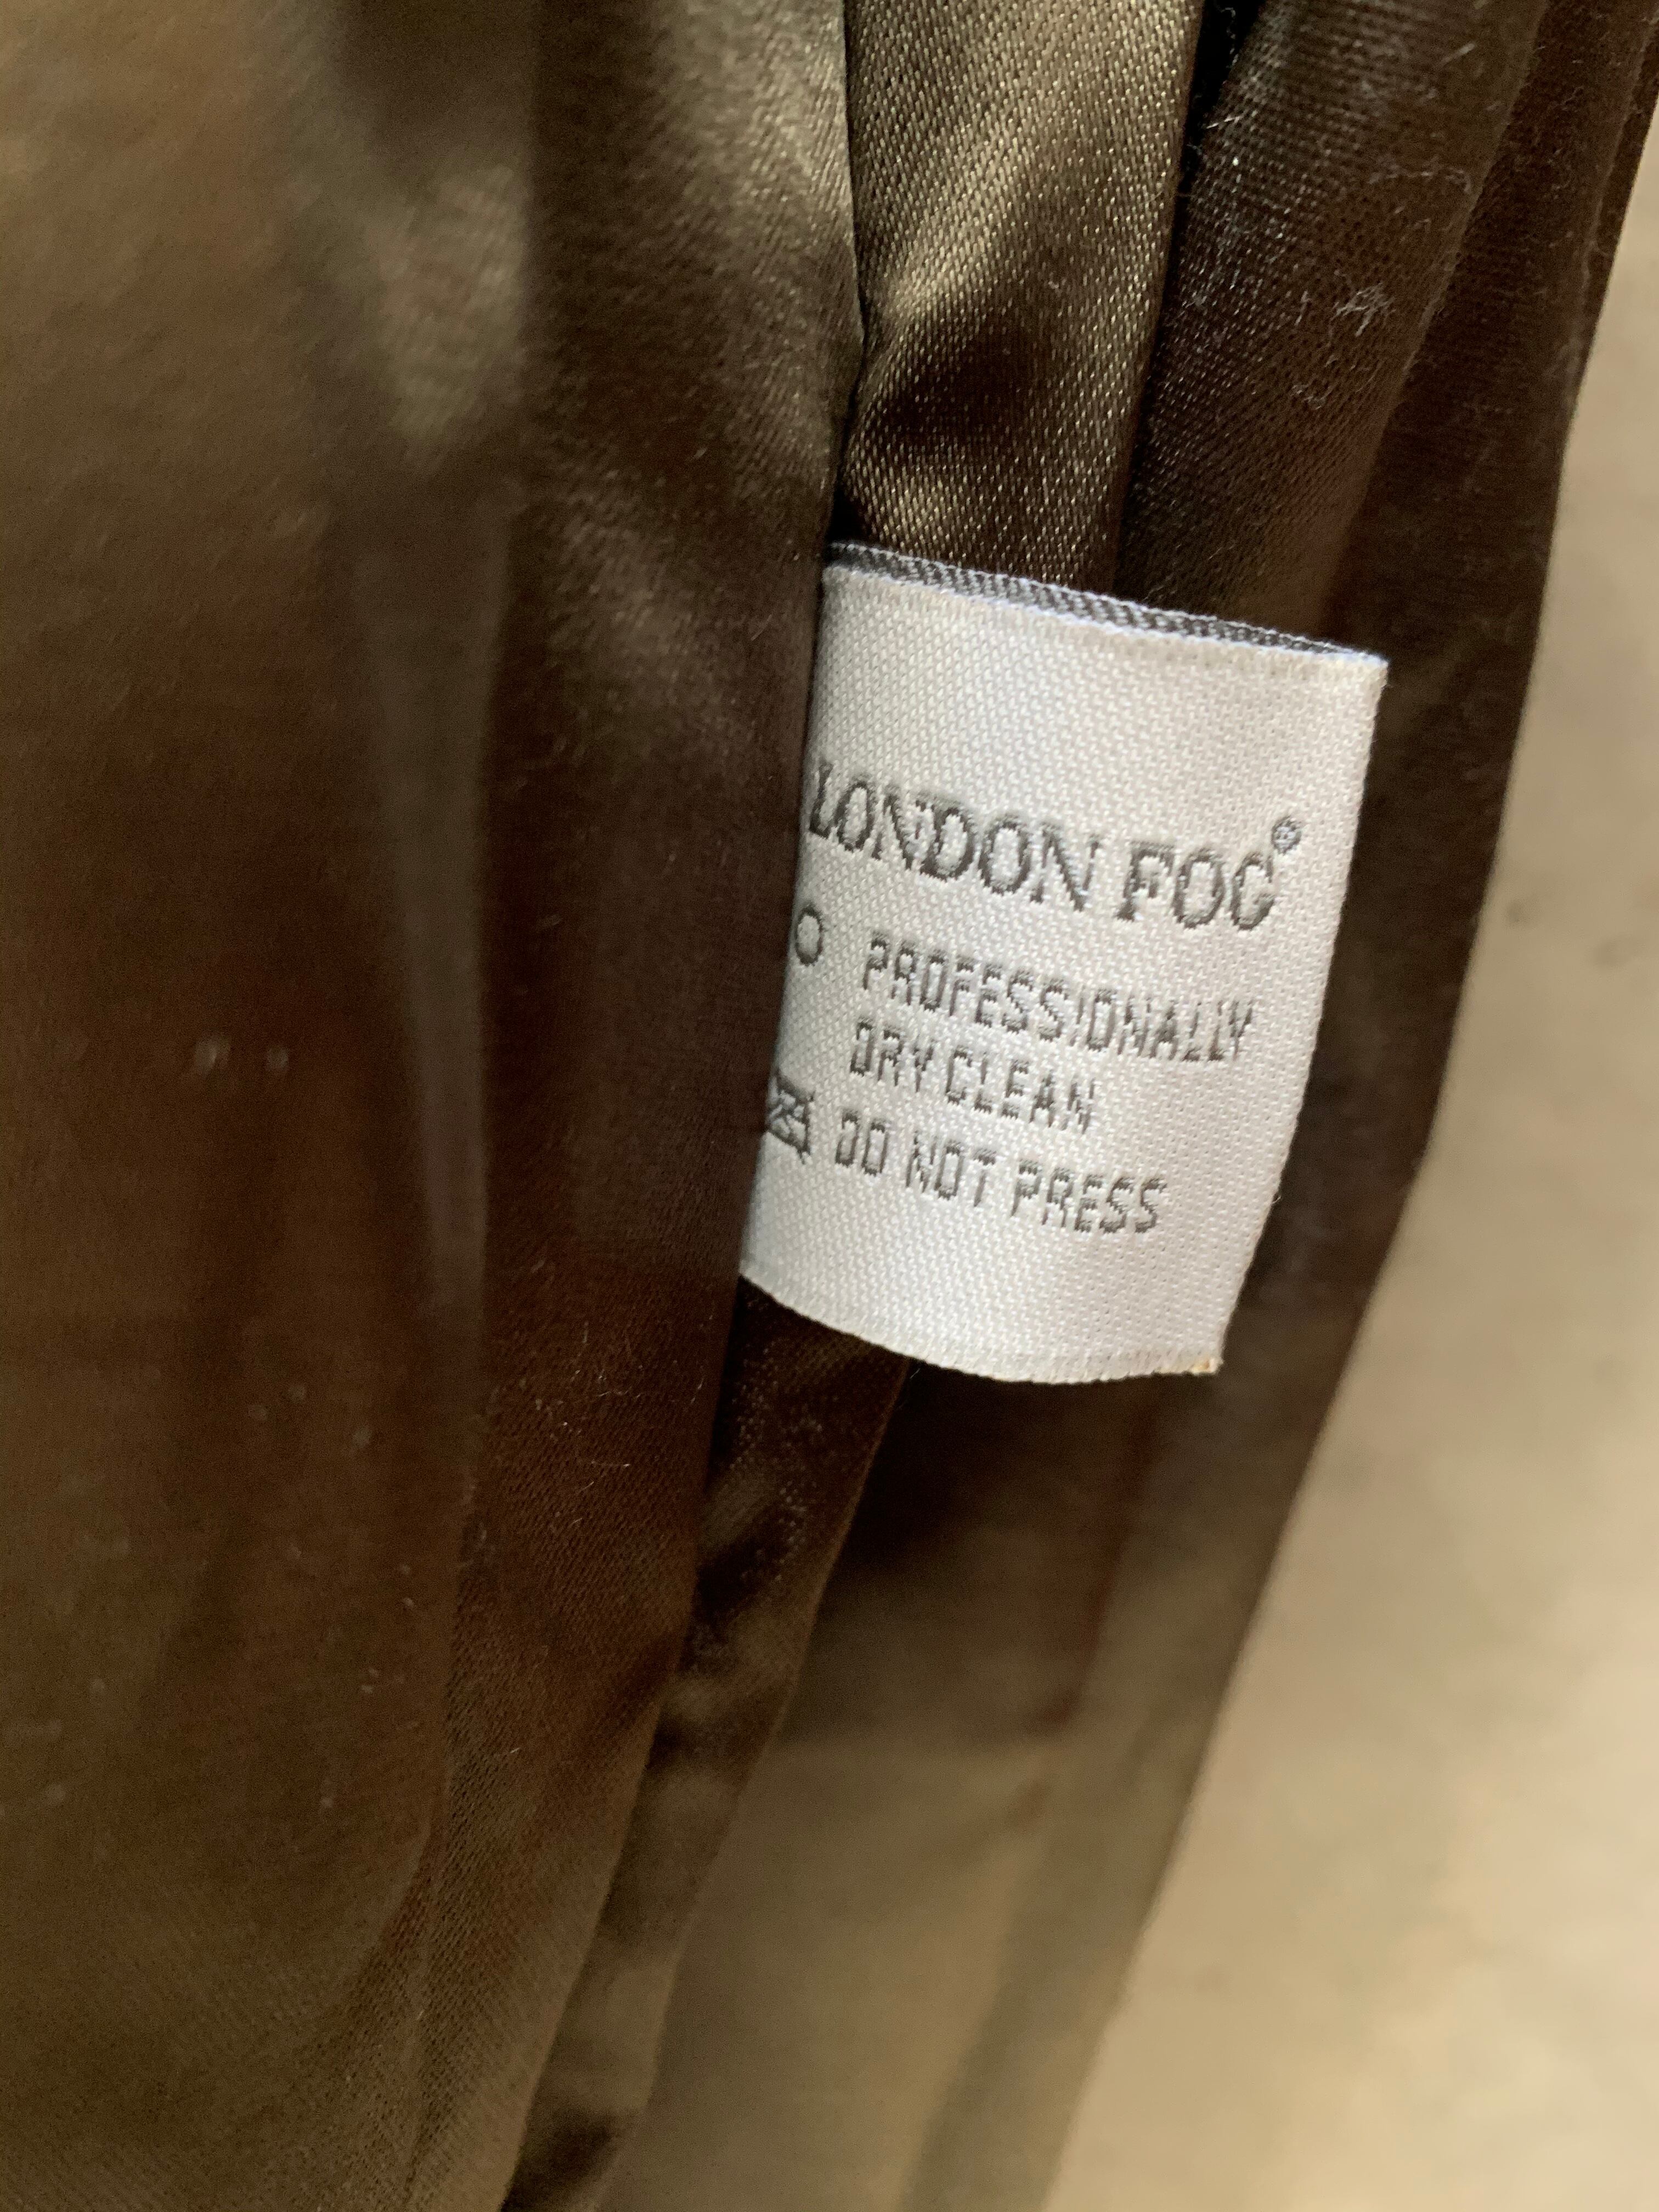 LONDON FOG®
PROFESSIONALLY
DRY CLEAN
DO NOT PRESS